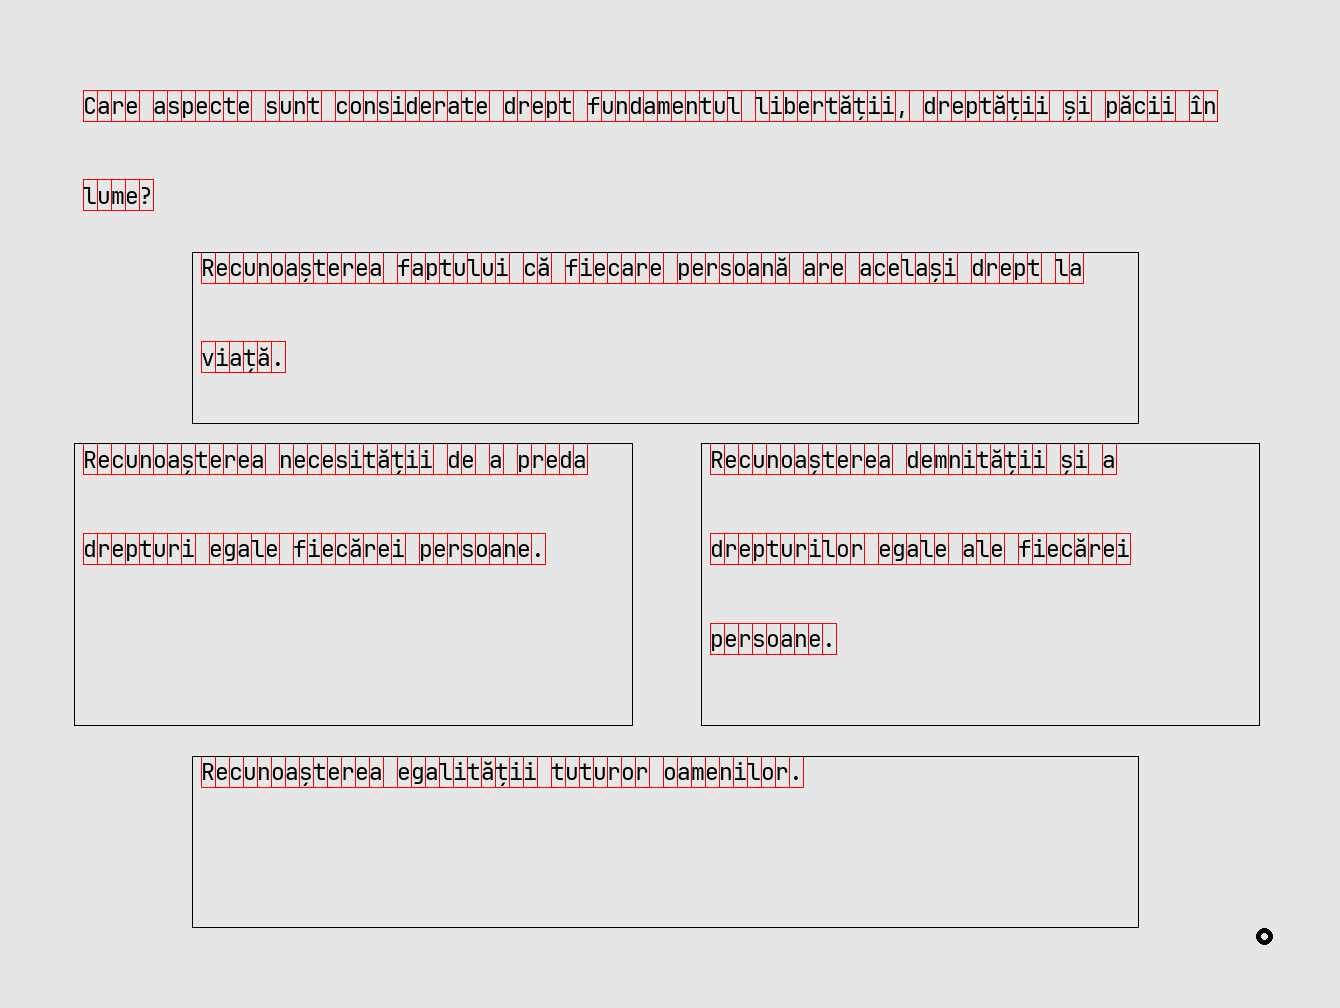 Care aspecte sunt considerate drept fundamentul libertății, dreptății și păcii în
lume?
Recunoașterea faptului că fiecare persoană are același drept la
viață.
Recunoașterea necesității de a preda
drepturi egale fiecărei persoane.
Recunoașterea demnității și a
drepturilor egale ale fiecărei
persoane.
Recunoașterea egalității tuturor oamenilor.